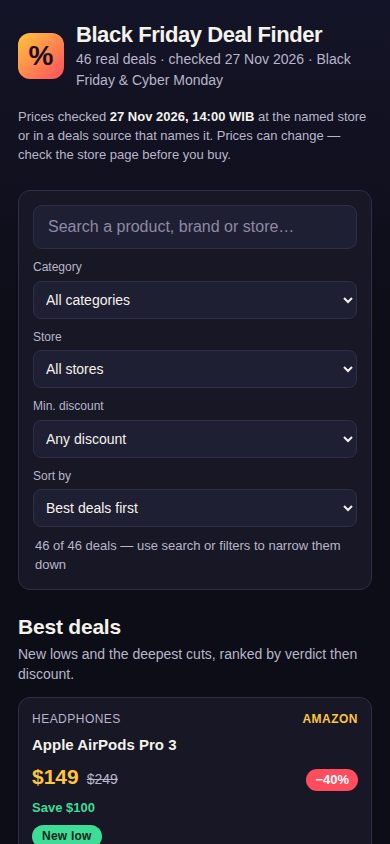 %
Black Friday Deal Finder
46 real deals · checked 27 Nov 2026 · Black
Friday & Cyber Monday
Prices checked 27 Nov 2026, 14:00 WIB at the named store
or in a deals source that names it. Prices can change —
check the store page before you buy.
Search a product, brand or store…
Category
All categories
Store
All stores
Min. discount
Any discount
Sort by
Best deals first
46 of 46 deals — use search or filters to narrow them
down
Best deals
New lows and the deepest cuts, ranked by verdict then
discount.
HEADPHONES AMAZON
Apple AirPods Pro 3
$149 $249 −40%
Save $100
New low